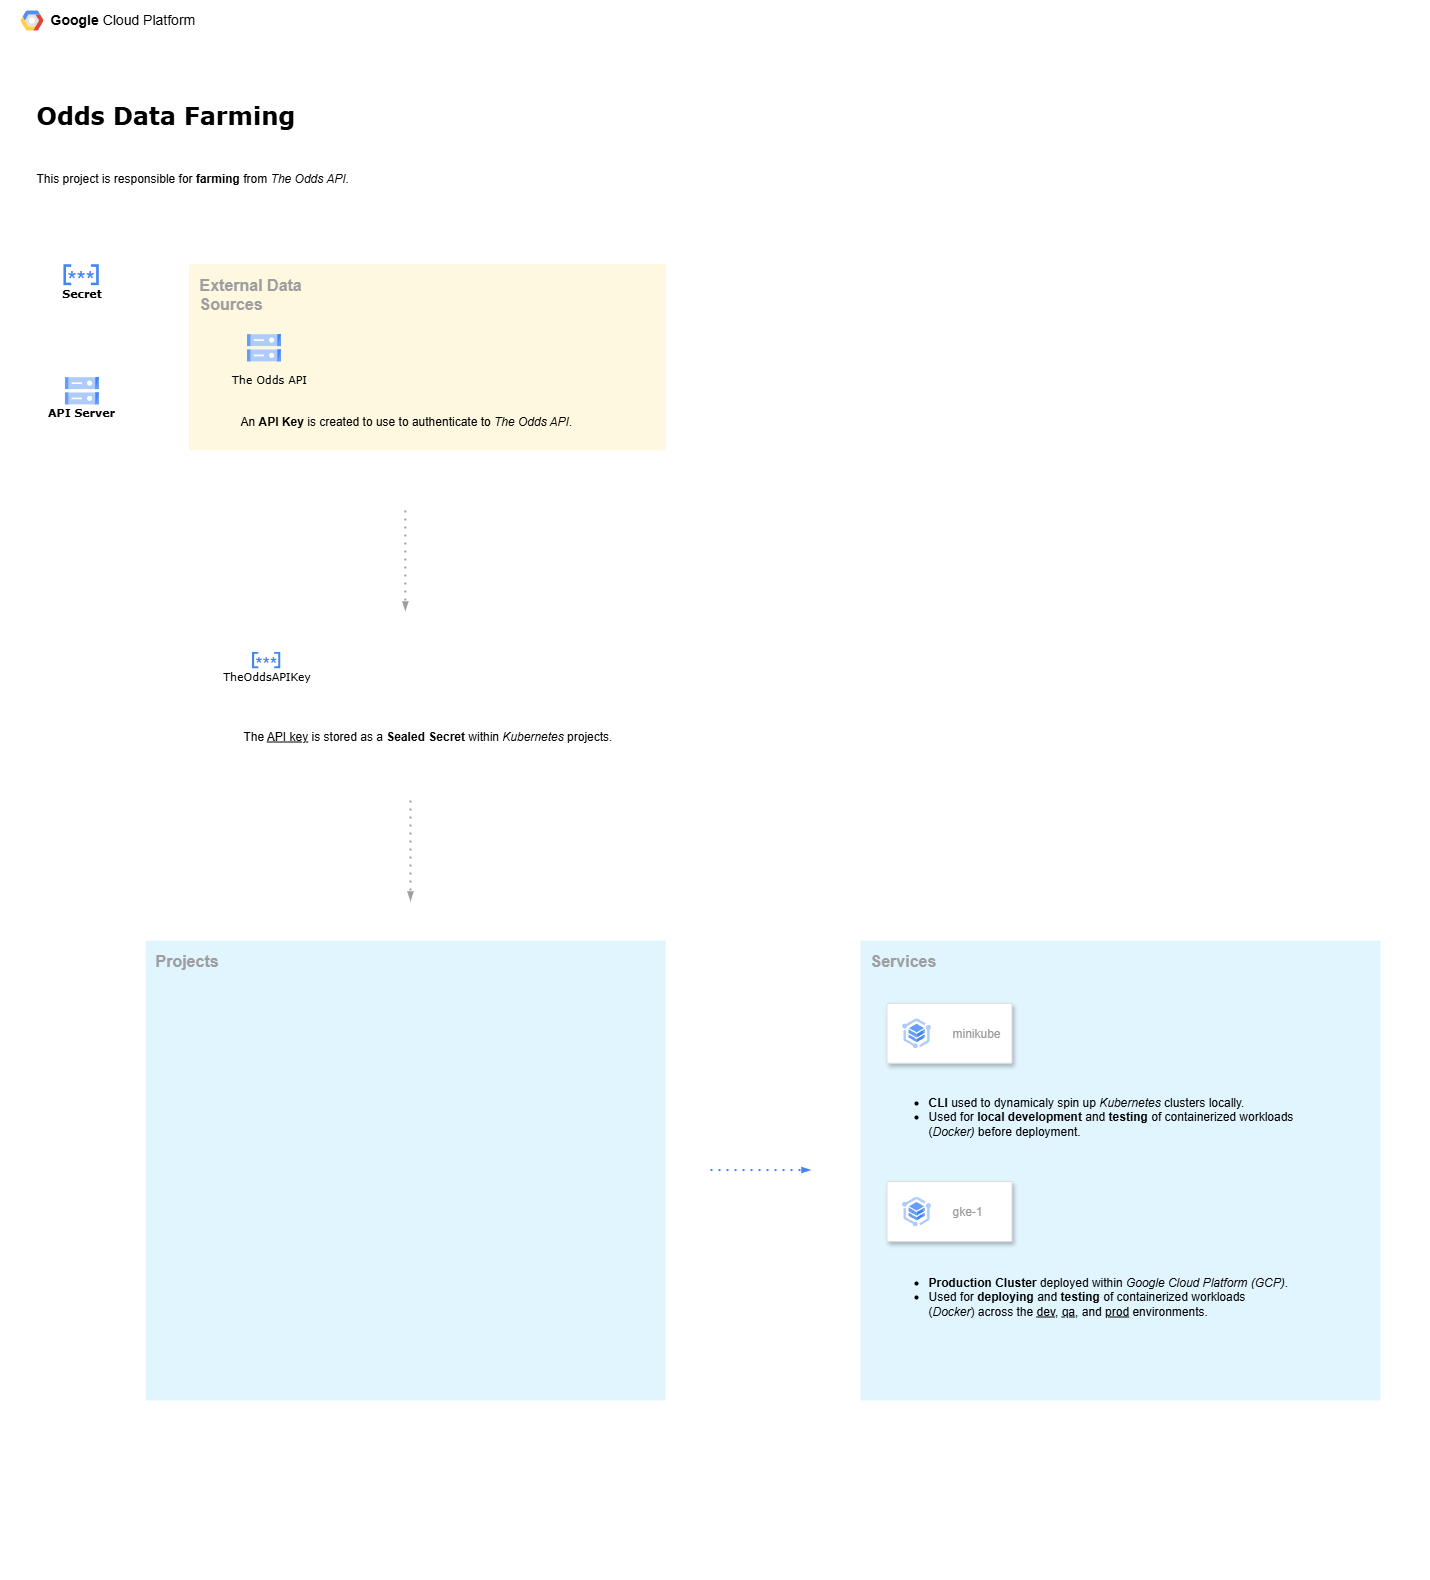 Google Cloud Platform
Odds Data Farming
This project is responsible for farming from The Odds API.
[***]
Secret
API Server
External Data
Sources
The Odds API
An API Key is created to use to authenticate to The Odds API.
[***]
TheOddsAPIKey
The API key is stored as a Sealed Secret within Kubernetes projects.
Projects
Services
minikube
• CLI used to dynamicaly spin up Kubernetes clusters locally.
• Used for local development and testing of containerized workloads
(Docker) before deployment.
gke-1
• Production Cluster deployed within Google Cloud Platform (GCP).
• Used for deploying and testing of containerized workloads
(Docker) across the dev, qa, and prod environments.